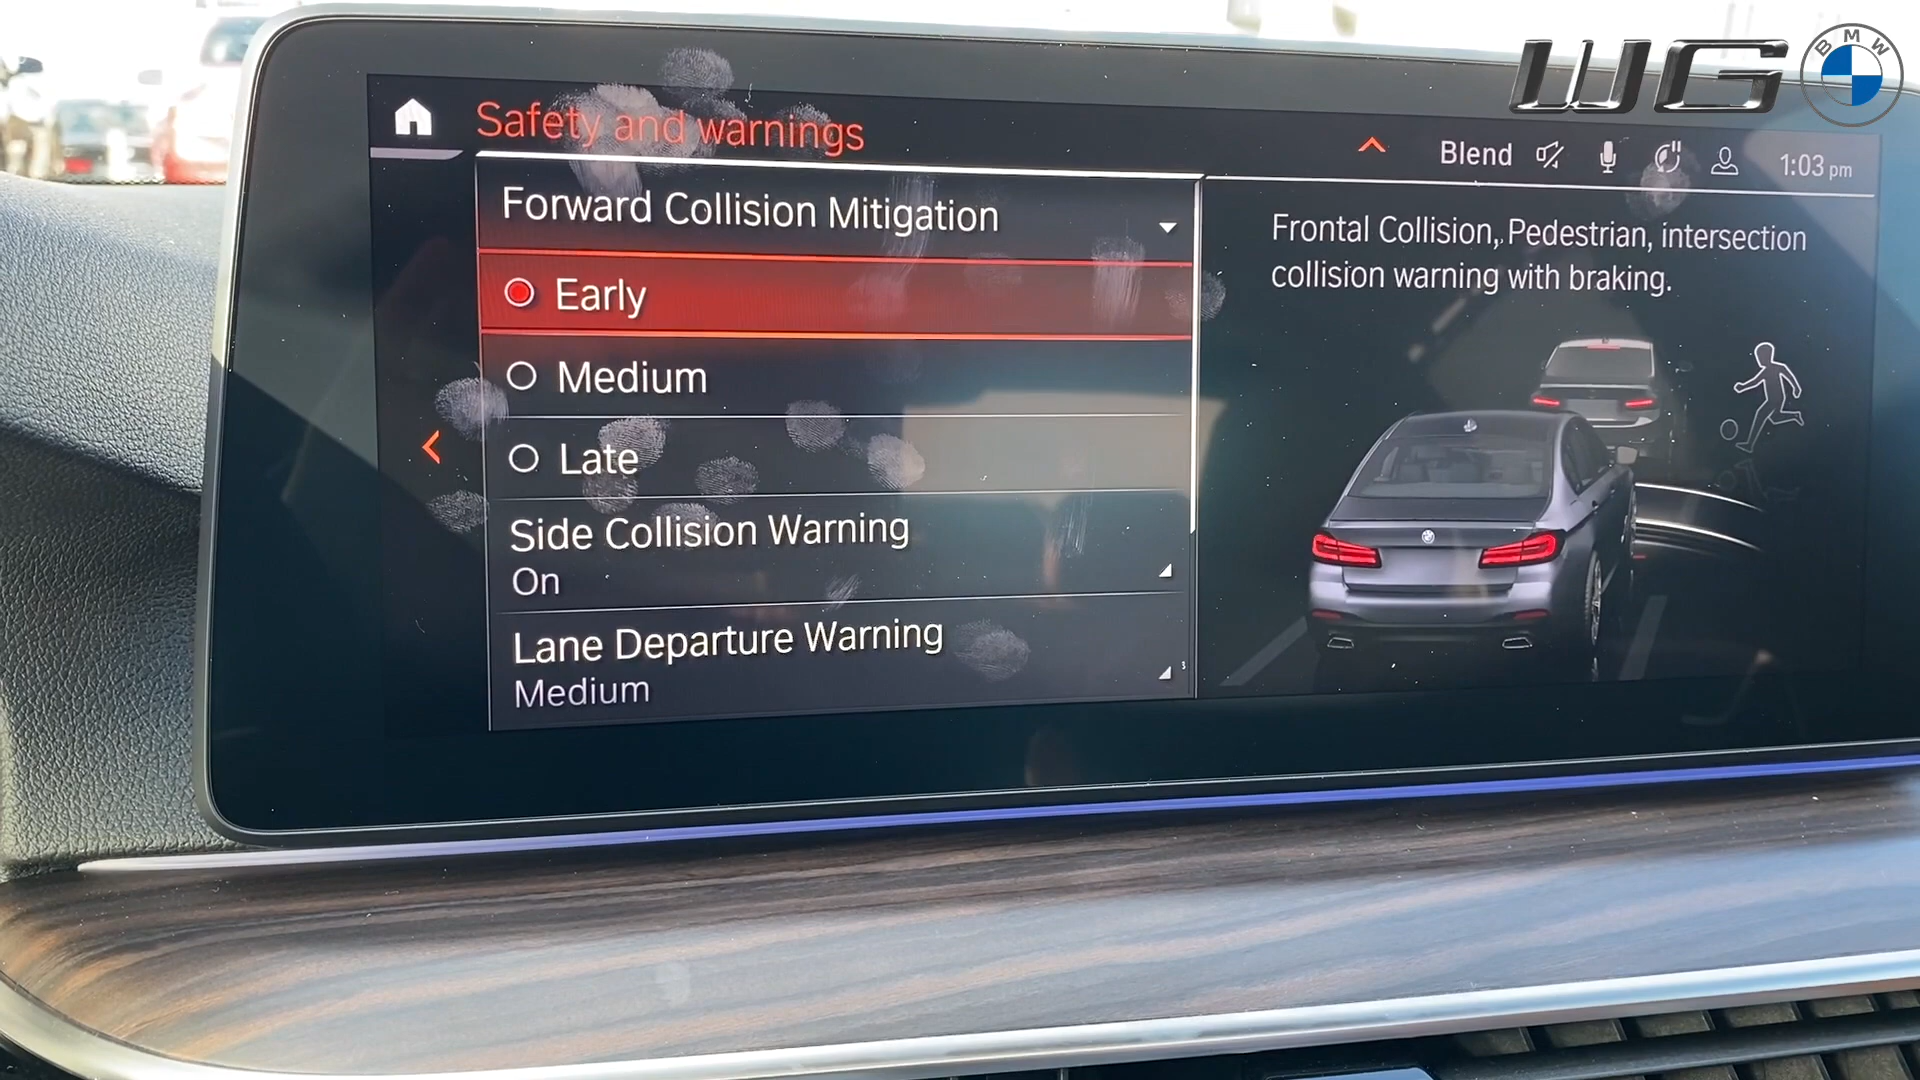 WG
BMW
Safety and warnings
Blend
1:03 pm
Forward Collision Mitigation
Early
Medium
Late
Side Collision Warning
On
Lane Departure Warning
Medium
Frontal Collision, Pedestrian, intersection
collision warning with braking.